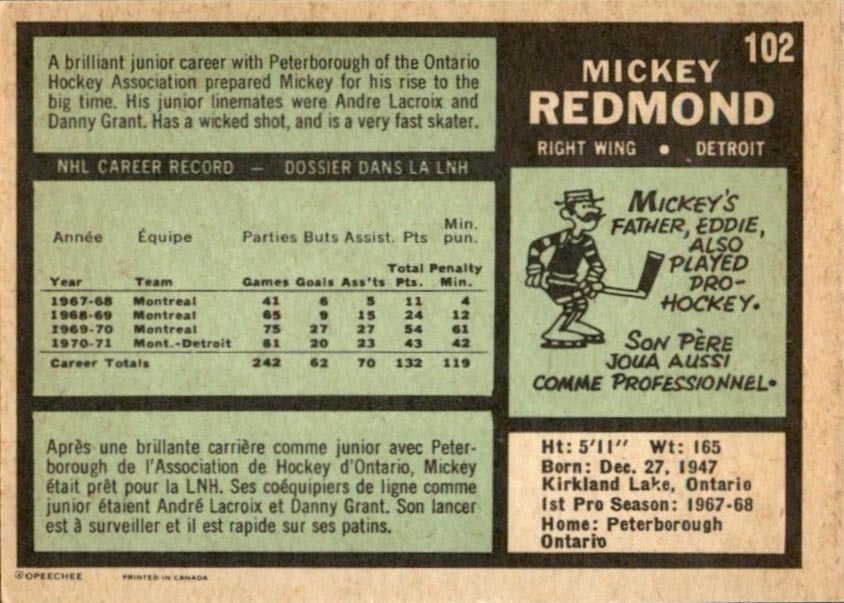 102
MICKEY
REDMOND
RIGHT WING • DETROIT
A brilliant junior career with Peterborough of the Ontario
Hockey Association prepared Mickey for his rise to the
big time. His junior linemates were Andre Lacroix and
Danny Grant. Has a wicked shot, and is a very fast skater.
NHL CAREER RECORD — DOSSIER DANS LA LNH
Min.
Année Équipe Parties Buts Assist. Pts pun.
Total Penalty
Year Team Games Goals Ass'ts Pts. Min.
1967-68 Montreal 41 6 5 11 4
1968-69 Montreal 65 9 15 24 12
1969-70 Montreal 75 27 27 54 61
1970-71 Mont.-Detroit 61 20 23 43 42
Career Totals 242 62 70 132 119
Après une brillante carrière comme junior avec Peter-
borough de l'Association de Hockey d'Ontario, Mickey
était prêt pour la LNH. Ses coéquipiers de ligne comme
junior étaient André Lacroix et Danny Grant. Son lancer
est à surveiller et il est rapide sur ses patins.
MICKEY'S
FATHER, EDDIE,
ALSO
PLAYED
PRO-
HOCKEY.
SON PÈRE
JOUA AUSSI
COMME PROFESSIONNEL.
Ht: 5'11" Wt: 165
Born: Dec. 27, 1947
Kirkland Lake, Ontario
1st Pro Season: 1967-68
Home: Peterborough
Ontario
©OPEECHEE PRINTED IN CANADA